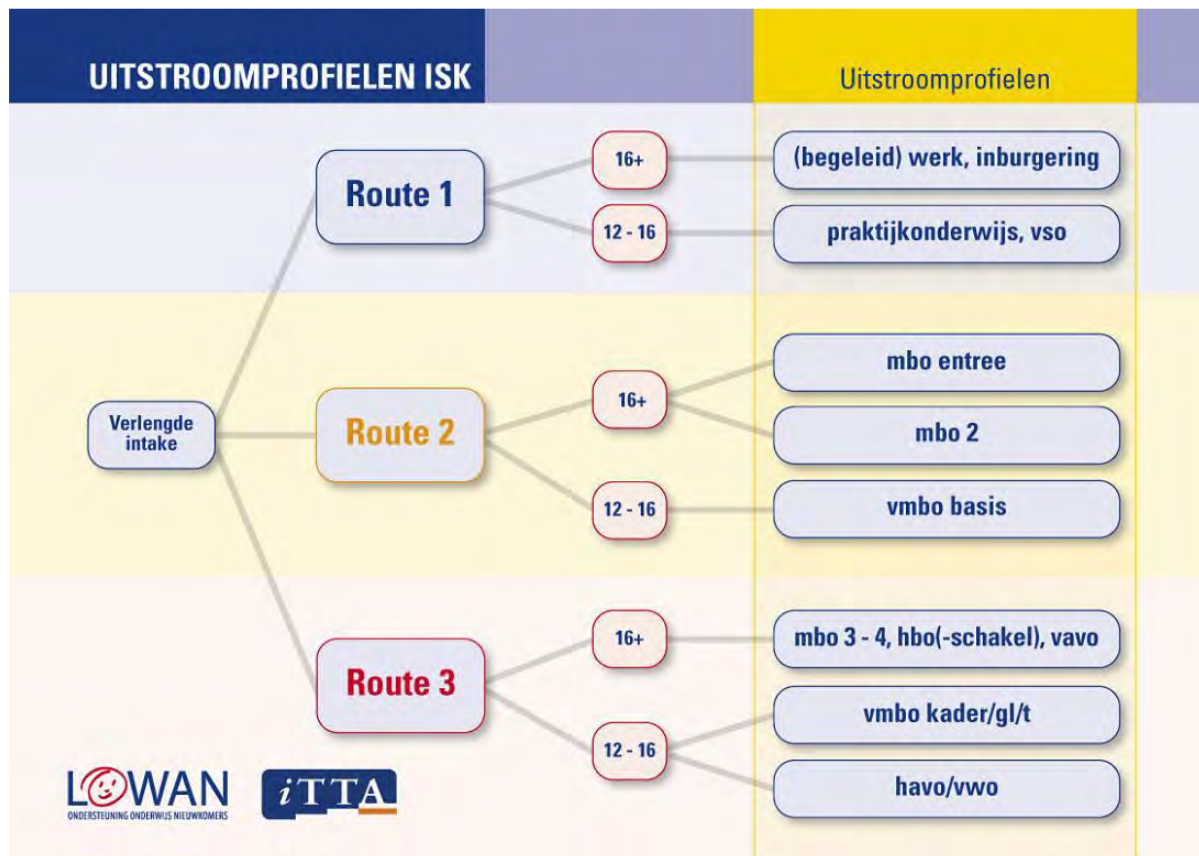 UITSTROOMPROFIELEN ISK
Uitstroomprofielen
Verlengde
intake
Route 1
16+
(begeleid) werk, inburgering
12 - 16
praktijkonderwijs, vso
Route 2
16+
mbo entree
mbo 2
12 - 16
vmbo basis
Route 3
16+
mbo 3 - 4, hbo(-schakel), vavo
12 - 16
vmbo kader/gl/t
havo/vwo
LOWAN
ONDERSTEUNING ONDERWIJS NIEUWKOMERS
iTTA